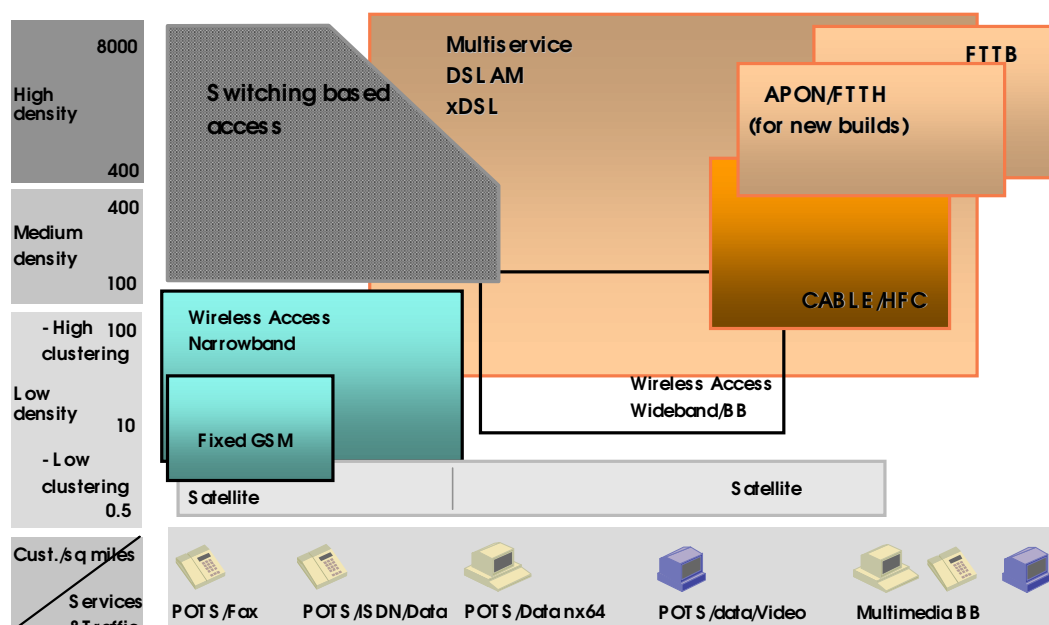 8000
High
density
400
400
Medium
density
100
- High 100
clustering
Low
density
10
- Low
clustering
0.5
Cust./sq miles
Services
&Traffic
Switching based
access
Multiservice
DSLAM
xDSL
FTTB
APON/FTTH
(for new builds)
CABLE/HFC
Wireless Access
Narrowband
Fixed GSM
Wireless Access
Wideband/BB
Satellite
Satellite
POTS/Fax
POTS/ISDN/Data
POTS/Data nx64
POTS/data/Video
Multimedia BB